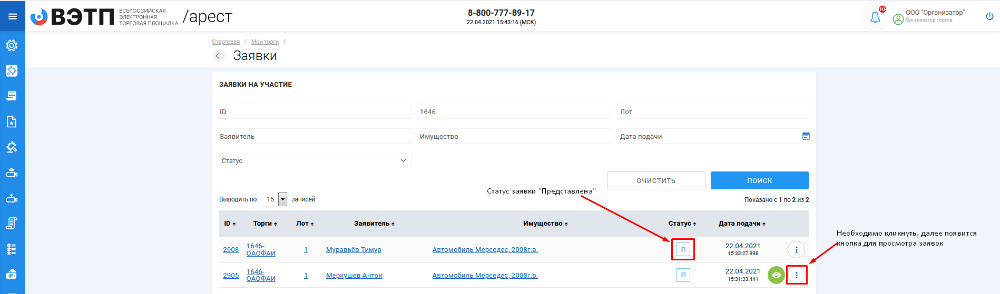 ВЭТП
ВСЕРОССИЙСКАЯ
ЭЛЕКТРОННАЯ
ТОРГОВАЯ ПЛОЩАДКА
/арест
8-800-777-89-17
22.04.2021 15:43:16 (МСК)
10
ООО "Организатор"
Организатор торгов
Стартовая / Мои торги /
Заявки
ЗАЯВКИ НА УЧАСТИЕ
ID 1646 Лот
Заявитель Имущество Дата подачи
Статус
ОЧИСТИТЬ ПОИСК
Статус заявки "Представлена"
Выводить по 15 записей
Показано с 1 по 2 из 2
ID Торги Лот Заявитель Имущество Статус Дата подачи
Необходимо кликнуть, далее появится
кнопка для просмотра заявок
2908 1646-ОАОФАИ 1 Муравьёв Тимур Автомобиль Мерседес, 2008г.в. П 22.04.2021
15:33:27.998
2905 1646-ОАОФАИ 1 Меркушев Антон Автомобиль Мерседес, 2008г.в. П 22.04.2021
15:31:33.441